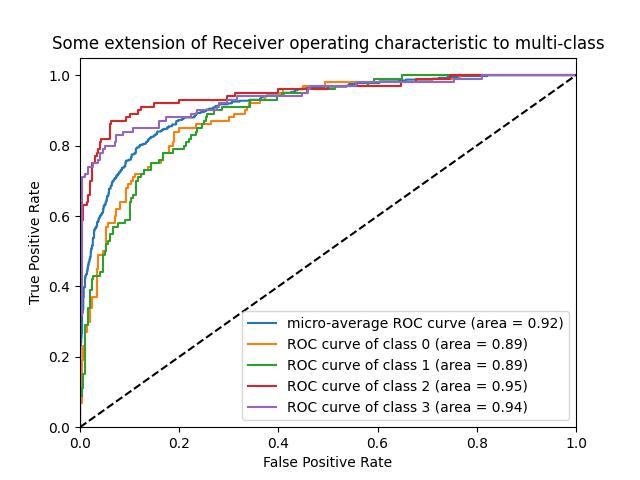 Some extension of Receiver operating characteristic to multi-class
1.0
0.8
0.6
0.4
0.2
0.0
True Positive Rate
micro-average ROC curve (area = 0.92)
ROC curve of class 0 (area = 0.89)
ROC curve of class 1 (area = 0.89)
ROC curve of class 2 (area = 0.95)
ROC curve of class 3 (area = 0.94)
0.0 0.2 0.4 0.6 0.8 1.0
False Positive Rate